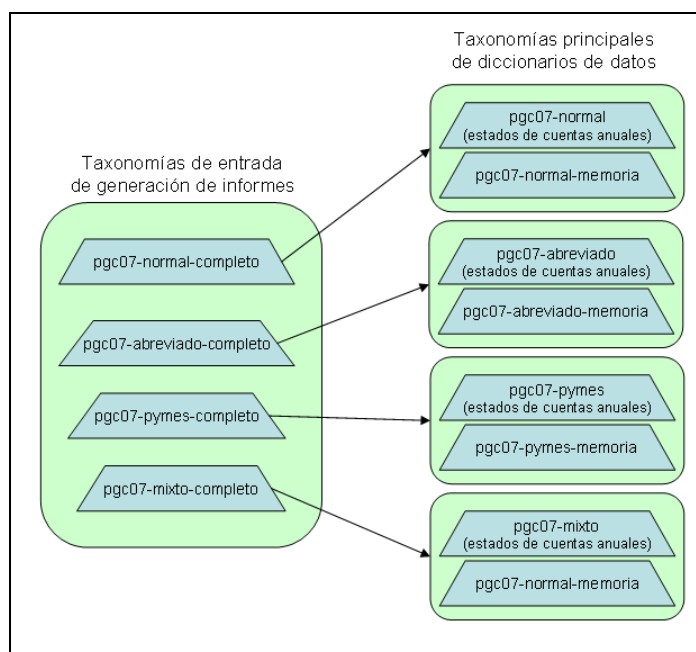 Taxonomías principales
de diccionarios de datos
pgc07-normal
(estados de cuentas anuales)
pgc07-normal-memoria
Taxonomías de entrada
de generación de informes
pgc07-normal-completo
pgc07-abreviado-completo
pgc07-pymes-completo
pgc07-mixto-completo
pgc07-abreviado
(estados de cuentas anuales)
pgc07-abreviado-memoria
pgc07-pymes
(estados de cuentas anuales)
pgc07-pymes-memoria
pgc07-mixto
(estados de cuentas anuales)
pgc07-normal-memoria